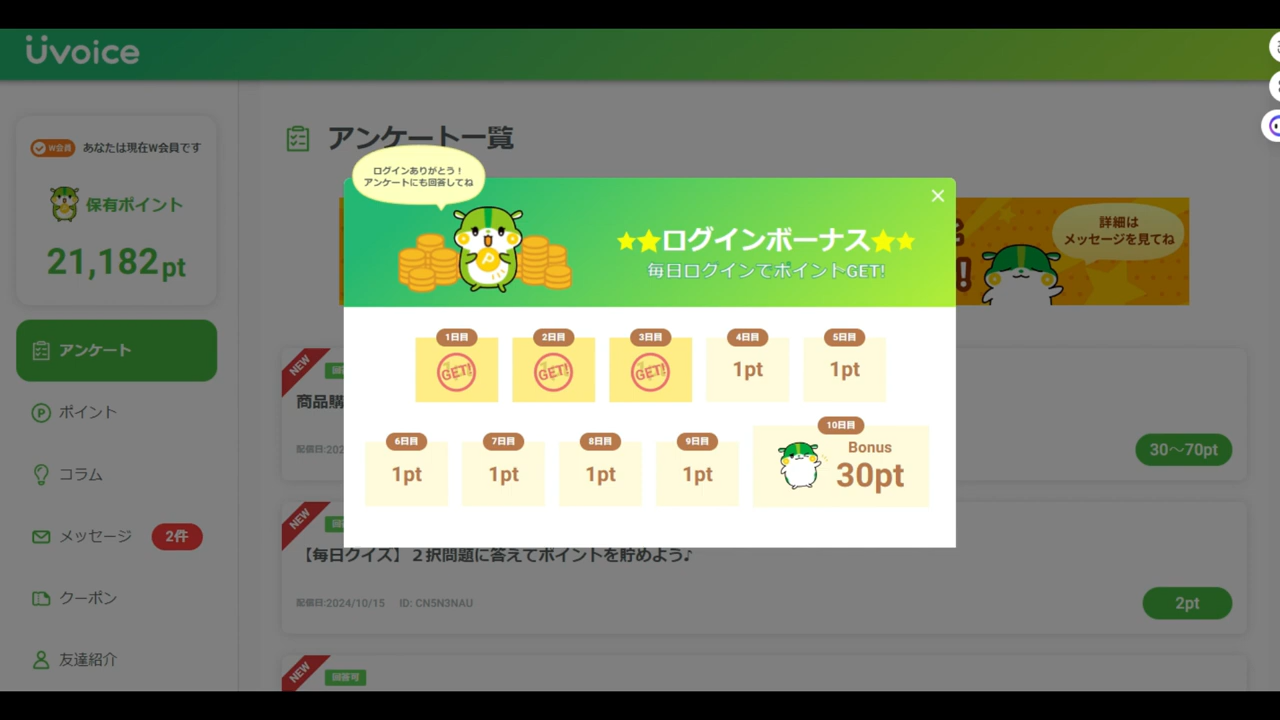 Üvoice
W会員 あなたは現在W会員です
保有ポイント
21,182pt
アンケート
ポイント
コラム
メッセージ 2件
クーポン
友達紹介
アンケート一覧
詳細は
メッセージを見てね
ログインありがとう！
アンケートにも回答してね
ログインボーナス
毎日ログインでポイントGET!
1日目 2日目 3日目 4日目 5日目
GET! GET! GET! 1pt 1pt
6日目 7日目 8日目 9日目 10日目
1pt 1pt 1pt 1pt Bonus
30pt
NEW
商品購
配信日:202
30〜70pt
NEW
【毎日クイズ】２択問題に答えてポイントを貯めよう♪
配信日:2024/10/15 ID: CN5N3NAU
2pt
NEW 回答可